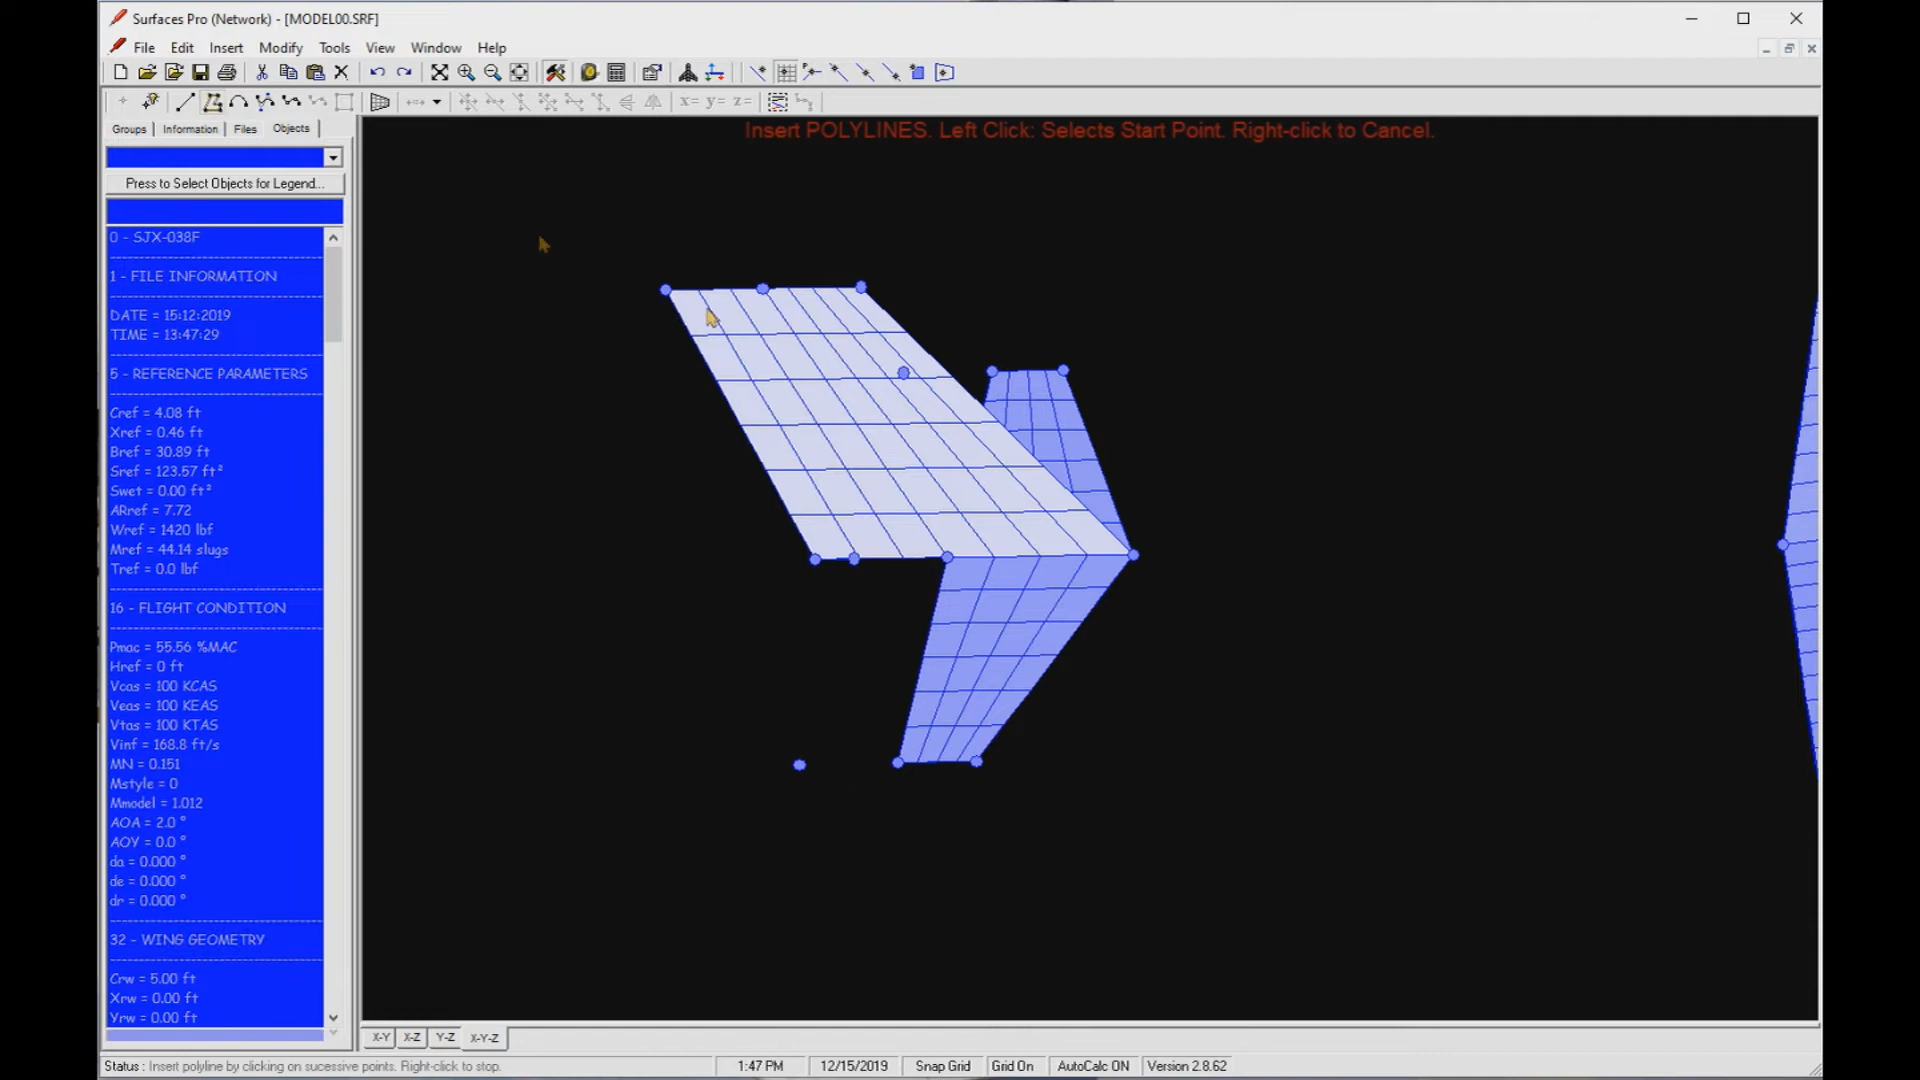 Surfaces Pro (Network) - [MODEL00.SRF]
File Edit Insert Modify Tools View Window Help
x= y= z=
Groups Information Files Objects
Press to Select Objects for Legend...
Insert POLYLINES. Left Click: Selects Start Point. Right-click to Cancel.
0 - SJX-038F
1 - FILE INFORMATION
DATE = 15:12:2019
TIME = 13:47:29
5 - REFERENCE PARAMETERS
Cref = 4.08 ft
Xref = 0.46 ft
Bref = 30.89 ft
Sref = 123.57 ft²
Swet = 0.00 ft²
ARref = 7.72
Wref = 1420 lbf
Mref = 44.14 slugs
Tref = 0.0 lbf
16 - FLIGHT CONDITION
Pmac = 55.56 %MAC
Href = 0 ft
Vcas = 100 KCAS
Veas = 100 KEAS
Vtas = 100 KTAS
Vinf = 168.8 ft/s
MN = 0.151
Mstyle = 0
Mmodel = 1.012
AOA = 2.0 °
AOY = 0.0 °
da = 0.000 °
de = 0.000 °
dr = 0.000 °
32 - WING GEOMETRY
Crw = 5.00 ft
Xrw = 0.00 ft
Yrw = 0.00 ft
X-Y X-Z Y-Z X-Y-Z
Status : Insert polyline by clicking on sucessive points. Right-click to stop. 1:47 PM 12/15/2019 Snap Grid Grid On AutoCalc ON Version 2.8.62